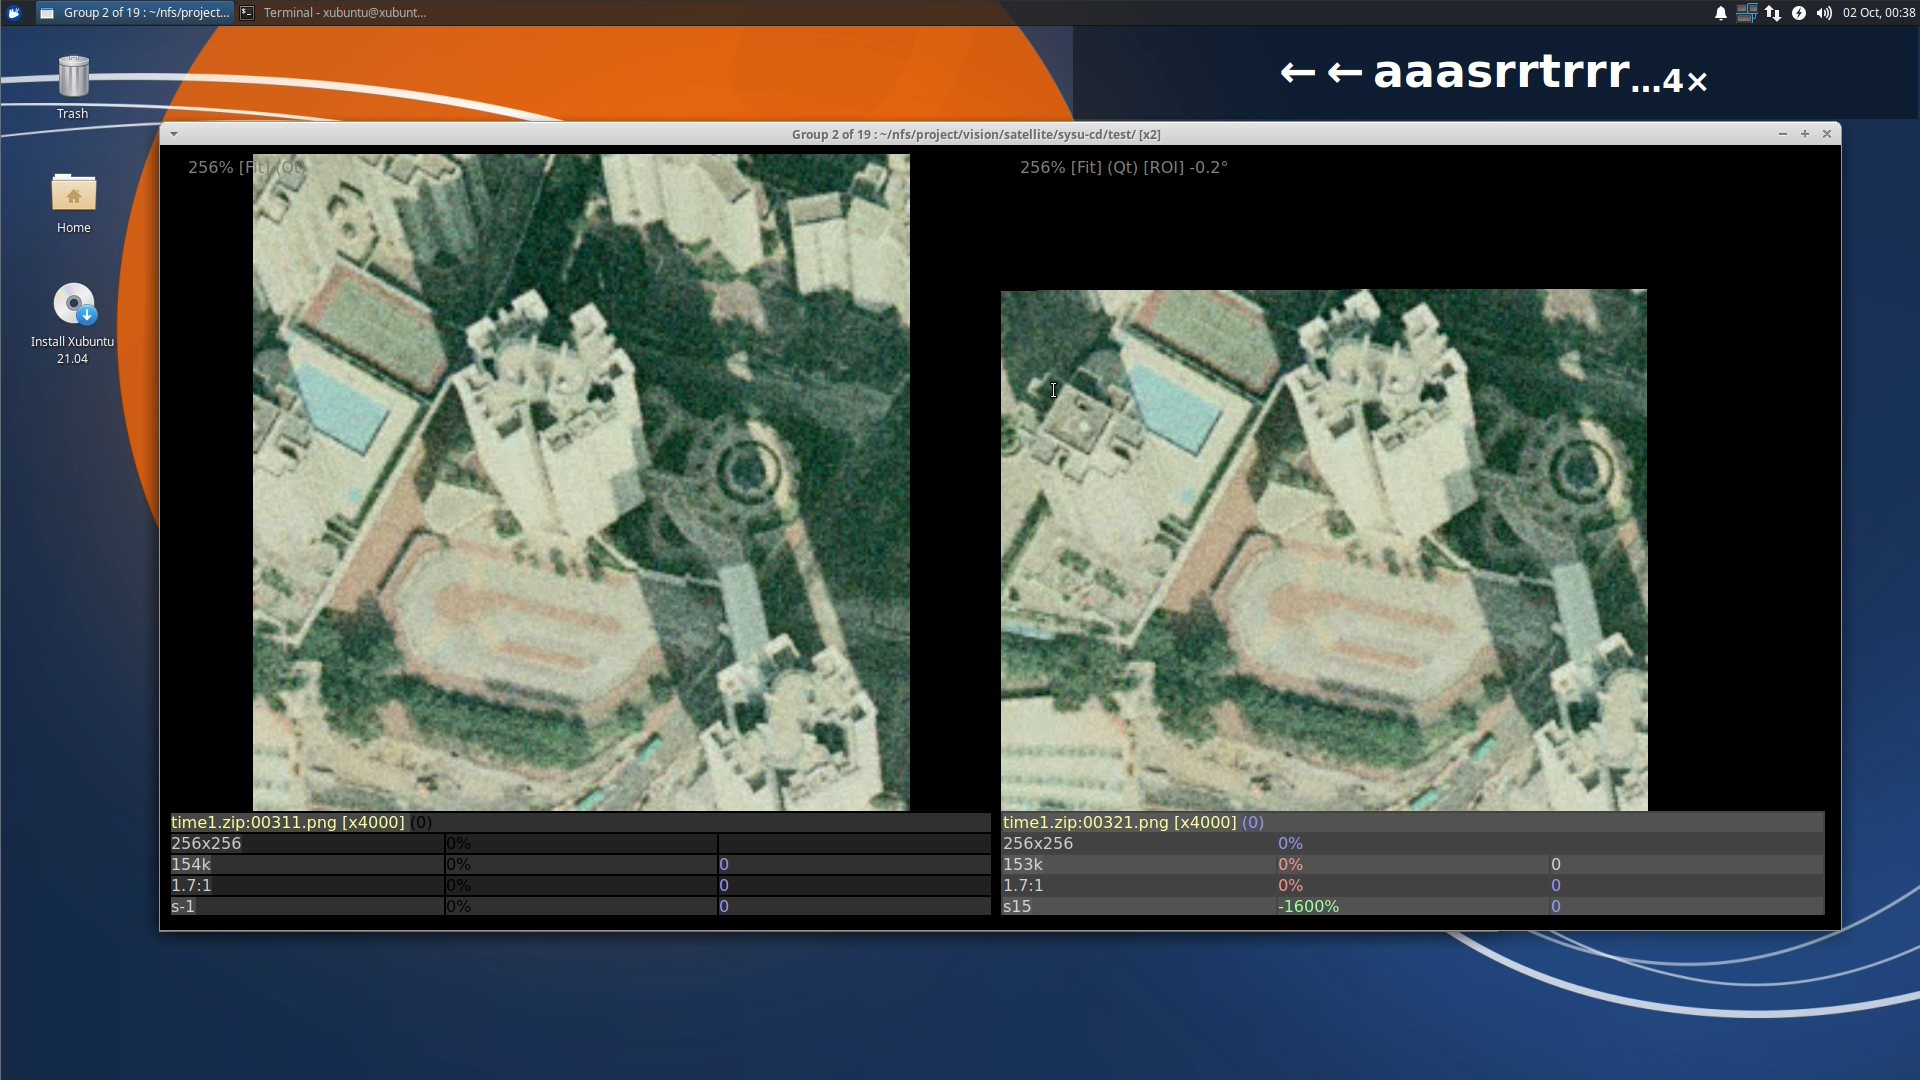 Group 2 of 19 : ~/nfs/project...
Terminal - xubuntu@xubunt...
02 Oct, 00:38
←←aaasrrtrrr...4×
Trash
Home
Install Xubuntu
21.04
Group 2 of 19 : ~/nfs/project/vision/satellite/sysu-cd/test/ [x2]
256% [Fit] (Qt)
256% [Fit] (Qt) [ROI] -0.2°
time1.zip:00311.png [x4000] (0)
256x256 0%
154k 0% 0
1.7:1 0% 0
s-1 0% 0
time1.zip:00321.png [x4000] (0)
256x256 0%
153k 0% 0
1.7:1 0% 0
s15 -1600% 0